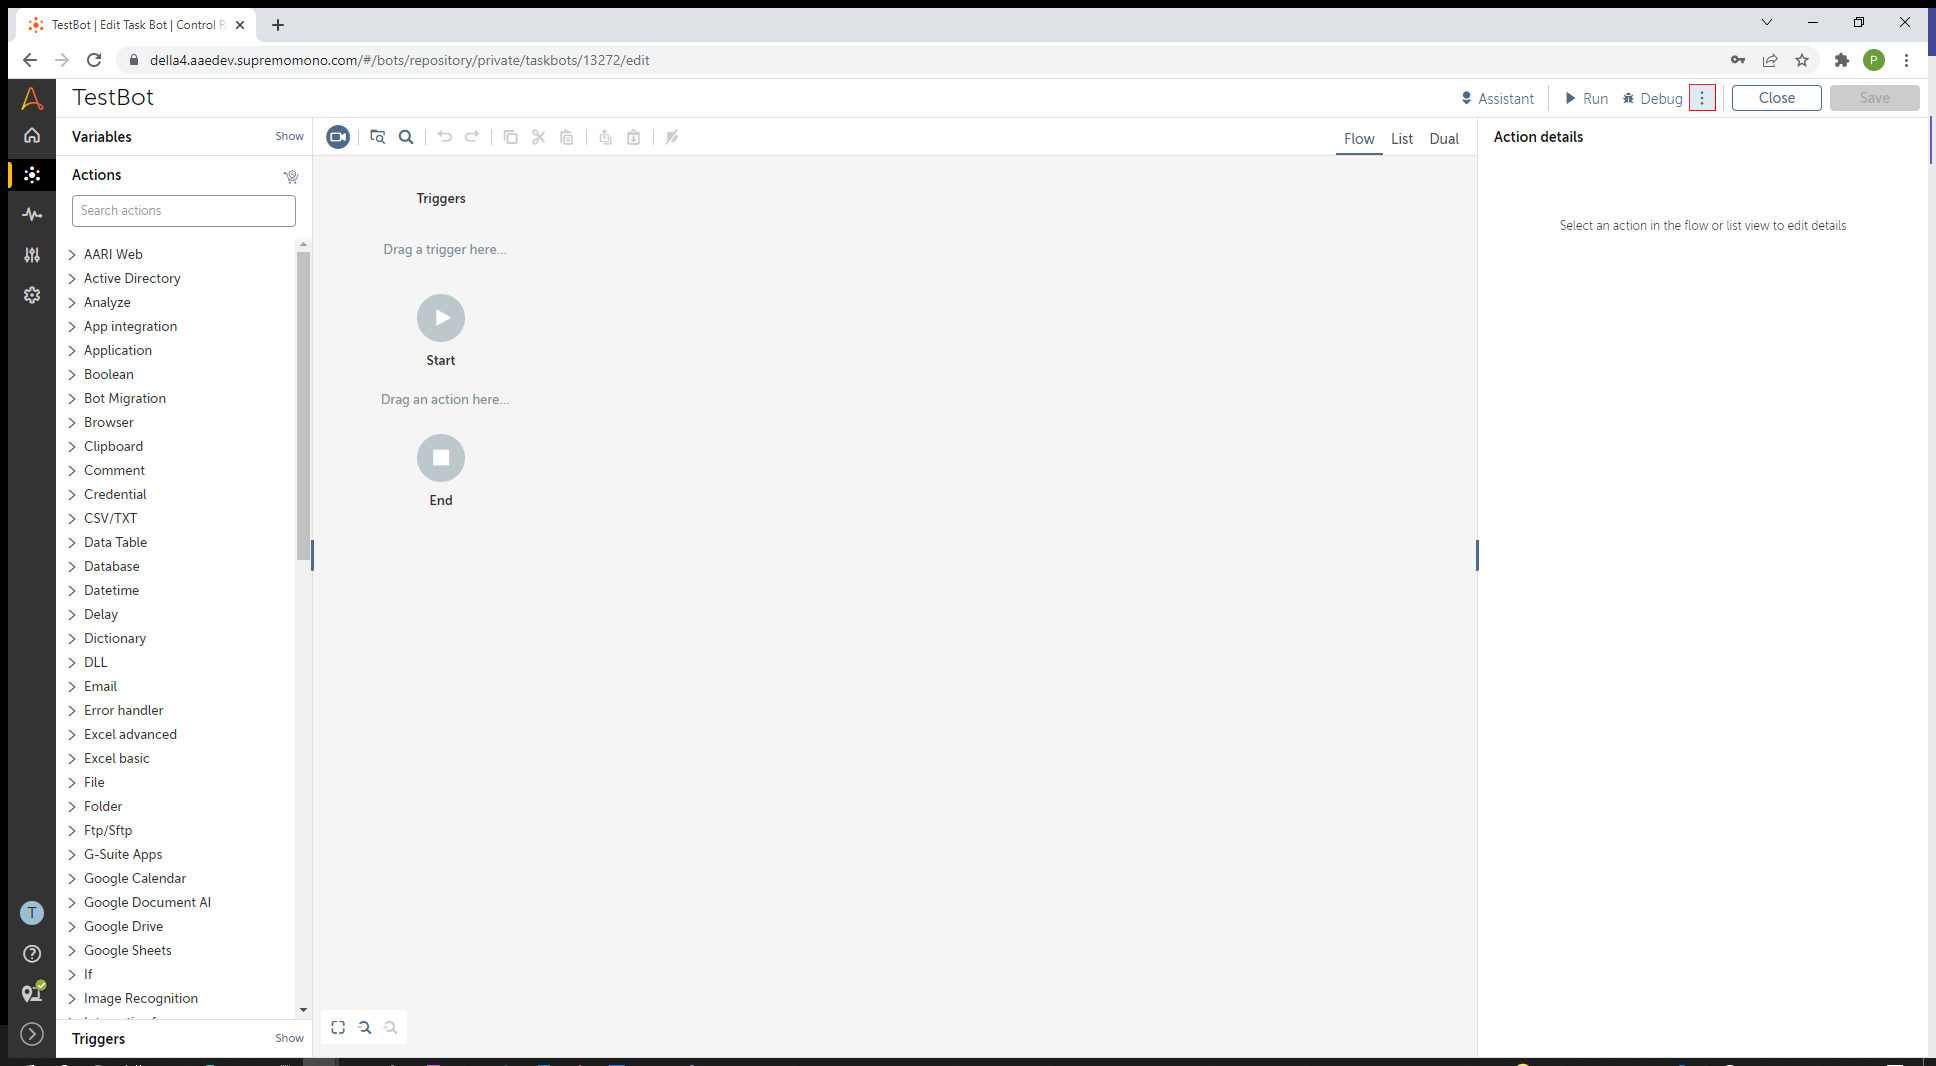 TestBot | Edit Task Bot | Control R
della4.aaedev.supremomono.com/#/bots/repository/private/taskbots/13272/edit
P
TestBot
Assistant
Run
Debug
Close
Save
Variables
Show
Flow
List
Dual
Action details
Actions
Search actions
Triggers
Drag a trigger here...
Select an action in the flow or list view to edit details
Start
Drag an action here...
End
AARI Web
Active Directory
Analyze
App integration
Application
Boolean
Bot Migration
Browser
Clipboard
Comment
Credential
CSV/TXT
Data Table
Database
Datetime
Delay
Dictionary
DLL
Email
Error handler
Excel advanced
Excel basic
File
Folder
Ftp/Sftp
G-Suite Apps
Google Calendar
Google Document AI
Google Drive
Google Sheets
If
Image Recognition
T
Triggers
Show